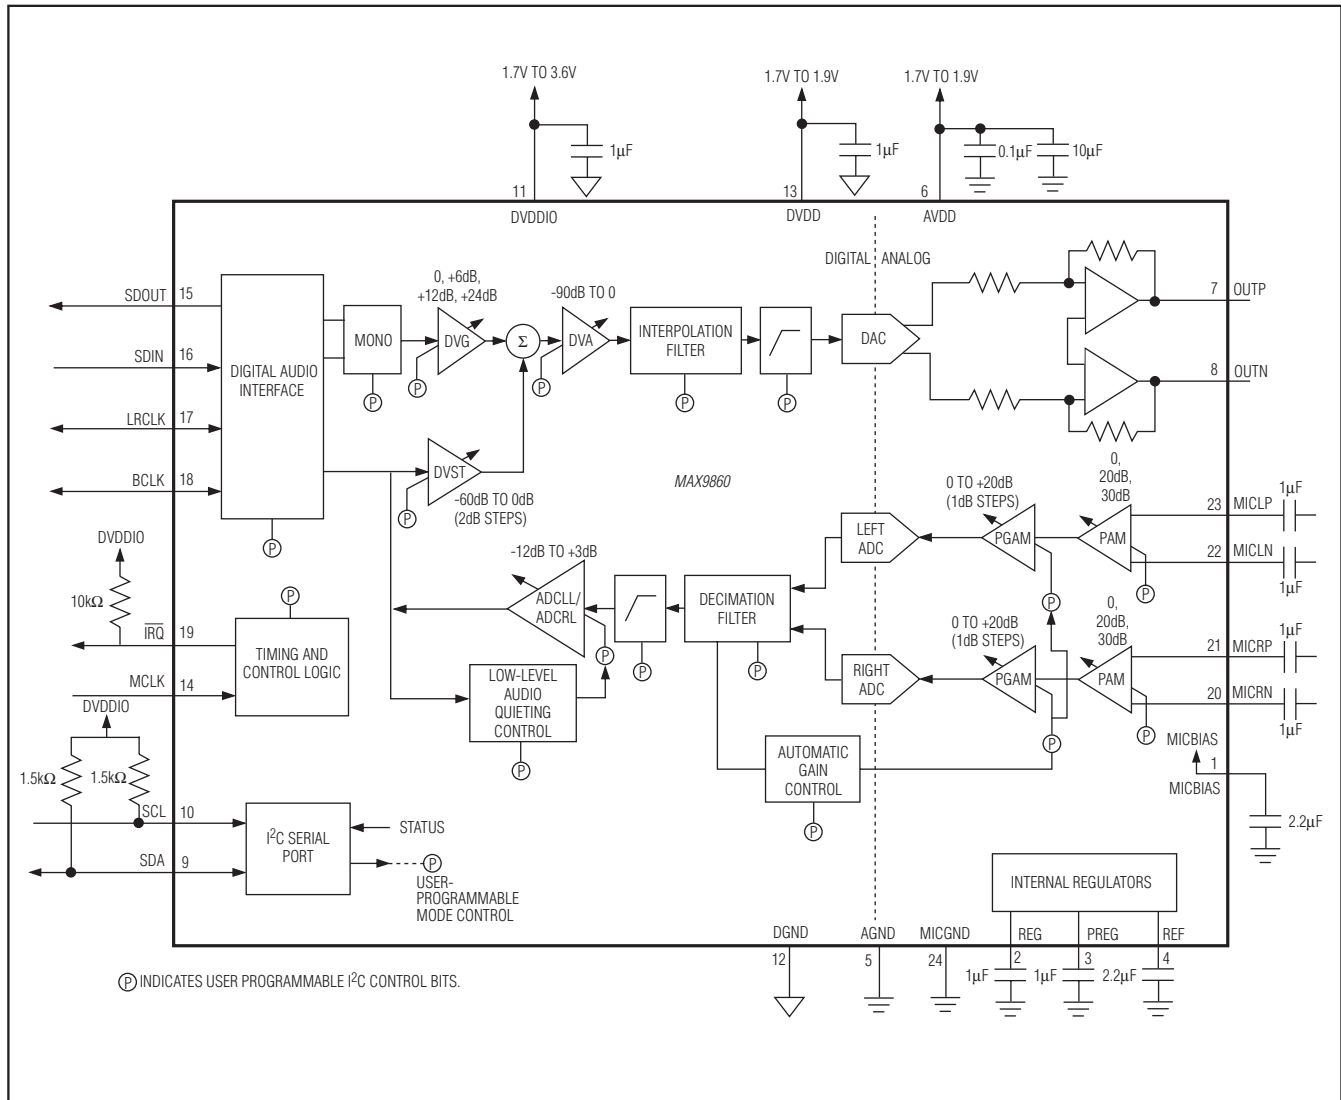 1.7V TO 3.6V
1.7V TO 1.9V
1.7V TO 1.9V
1µF
1µF
0.1µF
10µF
11
13
6
DVDDIO
DVDD
AVDD
DIGITAL
ANALOG
SDOUT
15
SDIN
16
LRCLK
17
BCLK
18
DIGITAL AUDIO
INTERFACE
P
MONO
P
0, +6dB,
+12dB, +24dB
DVG
P
Σ
-90dB TO 0
DVA
P
INTERPOLATION
FILTER
P
P
DAC
7
OUTP
8
OUTN
DVST
P
-60dB TO 0dB
(2dB STEPS)
MAX9860
LEFT
ADC
0 TO +20dB
(1dB STEPS)
PGAM
P
0,
20dB,
30dB
PAM
P
23
MICLP
1µF
22
MICLN
1µF
DVDDIO
10kΩ
IRQ
19
MCLK
14
P
TIMING AND
CONTROL LOGIC
-12dB TO +3dB
ADCLL/
ADCRL
P
P
DECIMATION
FILTER
P
LOW-LEVEL
AUDIO
QUIETING
CONTROL
P
RIGHT
ADC
0 TO +20dB
(1dB STEPS)
PGAM
P
0,
20dB,
30dB
PAM
P
21
MICRP
1µF
20
MICRN
1µF
AUTOMATIC
GAIN
CONTROL
P
MICBIAS
1
MICBIAS
2.2µF
DVDDIO
1.5kΩ
1.5kΩ
SCL
10
SDA
9
I²C SERIAL
PORT
STATUS
P
USER-
PROGRAMMABLE
MODE CONTROL
INTERNAL REGULATORS
DGND
AGND
MICGND
REG
PREG
REF
12
5
24
2
3
4
1µF
1µF
2.2µF
P INDICATES USER PROGRAMMABLE I²C CONTROL BITS.